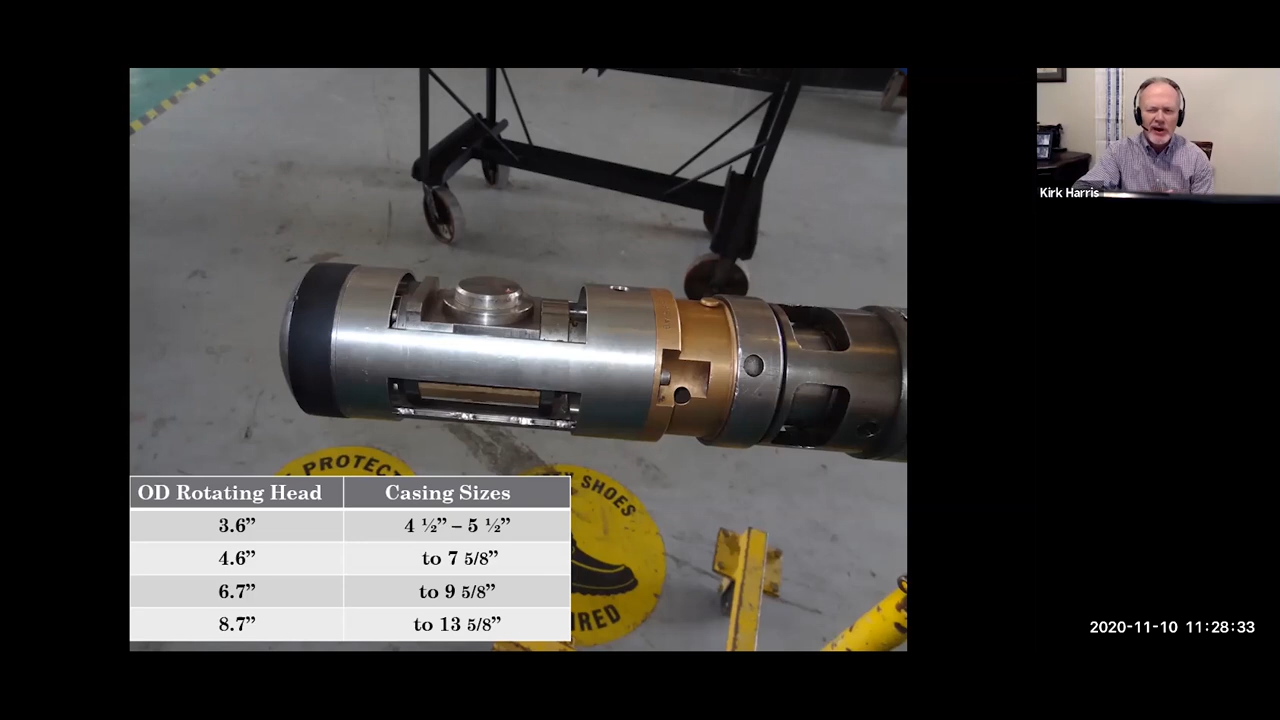 Kirk Harris
PROTECT
SHOES
IRED
OD Rotating Head Casing Sizes
3.6” 4 ½” – 5 ½”
4.6” to 7 5/8”
6.7” to 9 5/8”
8.7” to 13 5/8”
2020-11-10 11:28:33